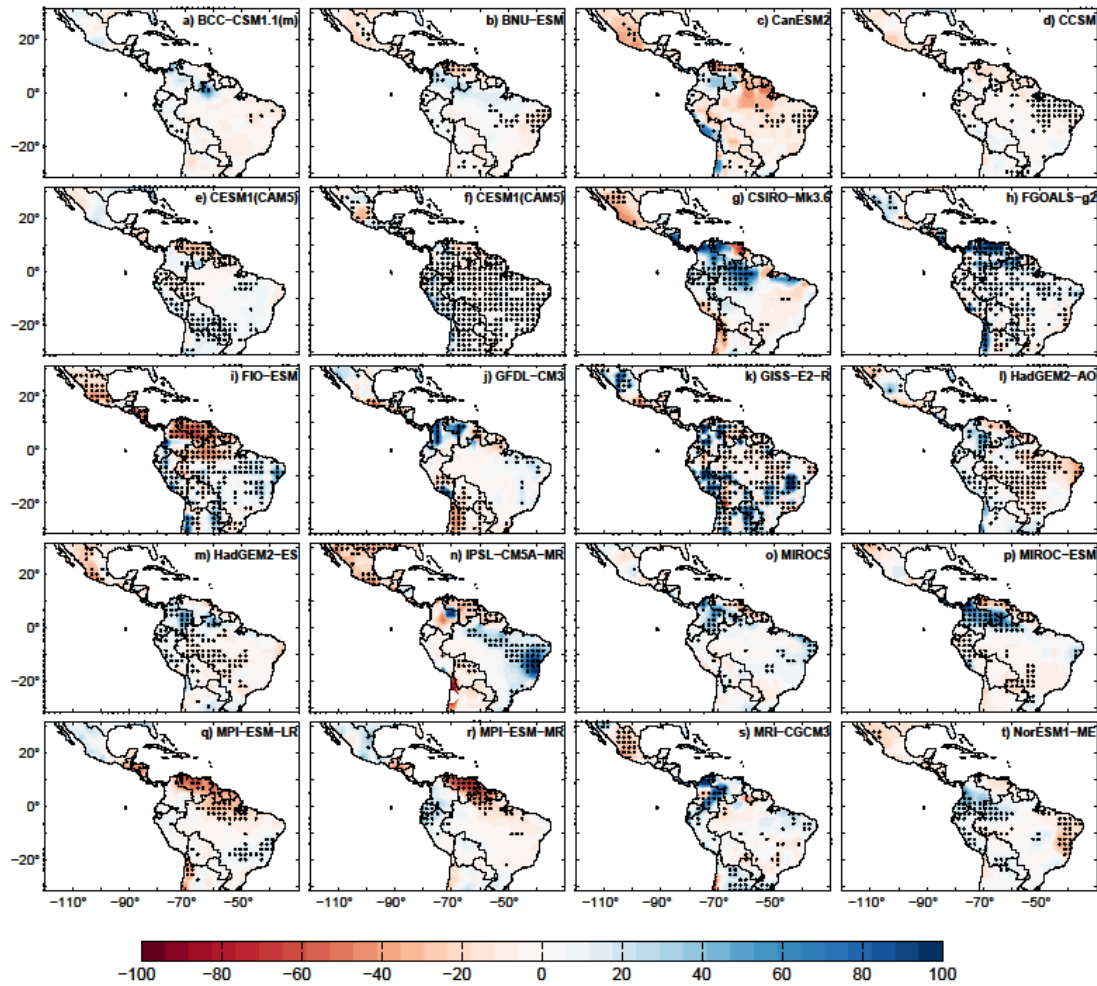 a) BCC−CSM1.1(m) b) BNU−ESM c) CanESM2 d) CCSM
20°
0°
−20°
e) CESM1(CAM5) f) CESM1(CAM5) g) CSIRO−Mk3.6 h) FGOALS−g2
20°
0°
−20°
i) FIO−ESM j) GFDL−CM3 k) GISS−E2−R l) HadGEM2−AO
20°
0°
−20°
m) HadGEM2−ES n) IPSL−CM5A−MR o) MIROC5 p) MIROC−ESM
20°
0°
−20°
q) MPI−ESM−LR r) MPI−ESM−MR s) MRI−CGCM3 t) NorESM1−ME
20°
0°
−20°
−110° −90° −70° −50° −110° −90° −70° −50° −110° −90° −70° −50° −110° −90° −70° −50°
−100 −80 −60 −40 −20 0 20 40 60 80 100